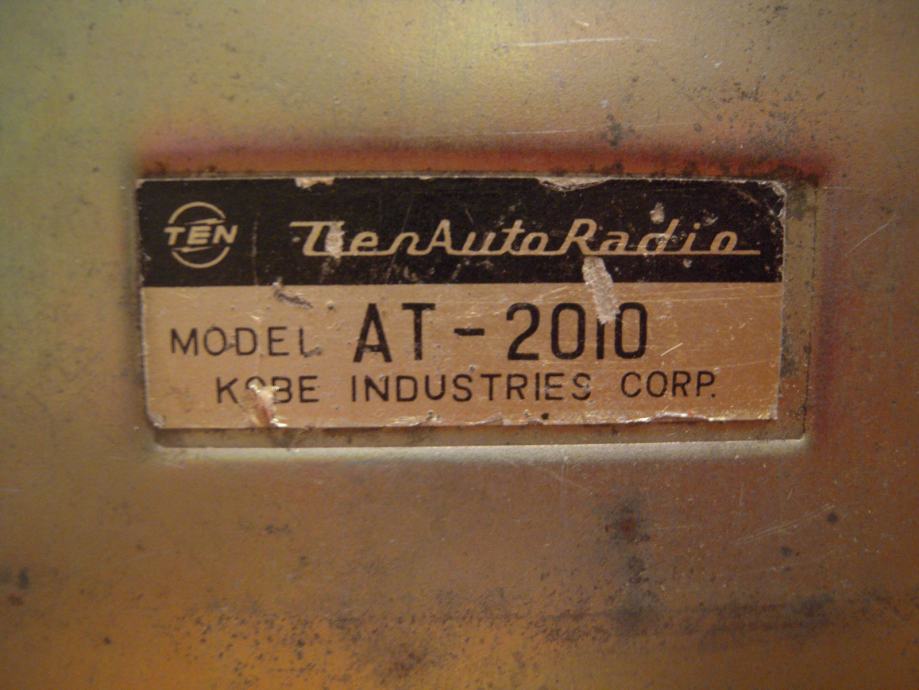 TEN TenAutoRadio
MODEL AT-2010
KOBE INDUSTRIES CORP.